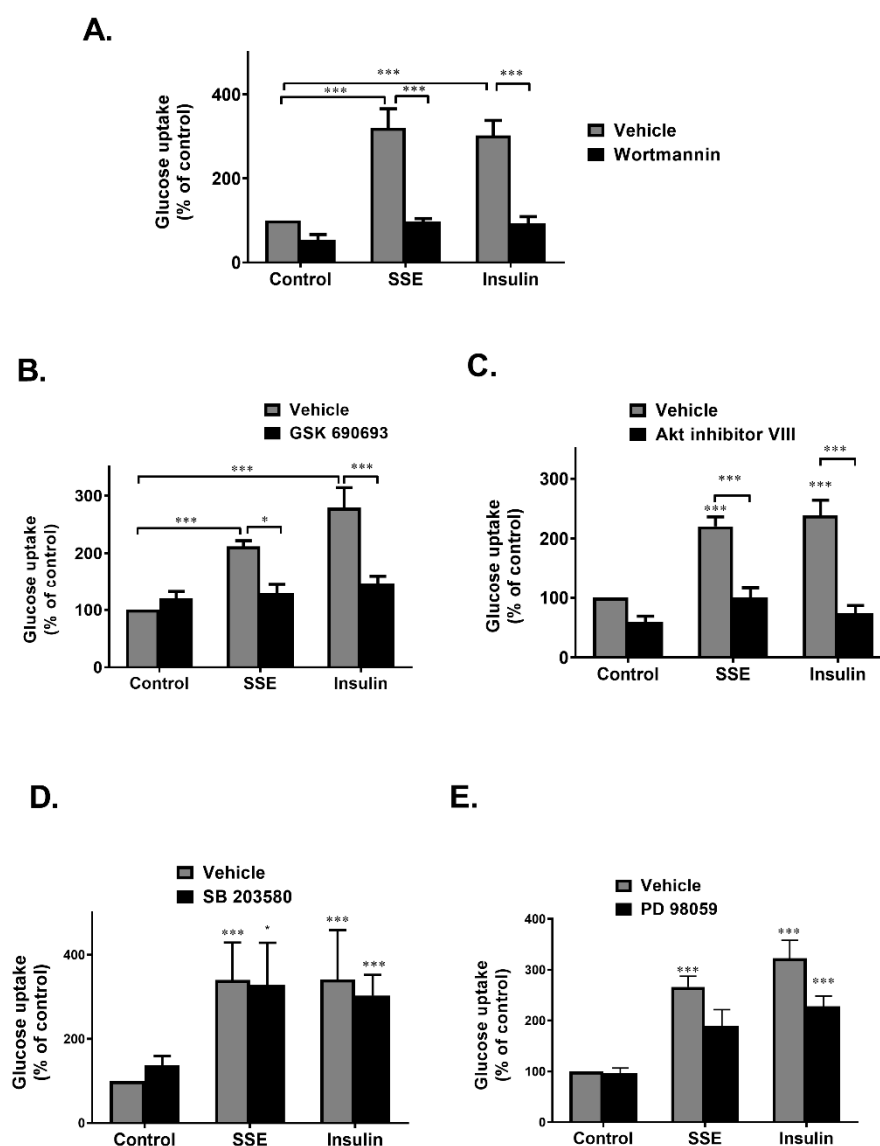 A.
***
***
***
***
400
200
0
Glucose uptake
(% of control)
Vehicle
Wortmannin
Control
SSE
Insulin
B.
Vehicle
GSK 690693
***
***
***
*
300
200
100
0
Glucose uptake
(% of control)
Control
SSE
Insulin
C.
Vehicle
Akt inhibitor VIII
***
***
***
***
300
200
100
0
Glucose uptake
(% of control)
Control
SSE
Insulin
D.
Vehicle
SB 203580
***
*
***
***
400
200
0
Glucose uptake
(% of control)
Control
SSE
Insulin
E.
Vehicle
PD 98059
***
***
***
400
300
200
100
0
Glucose uptake
(% of control)
Control
SSE
Insulin